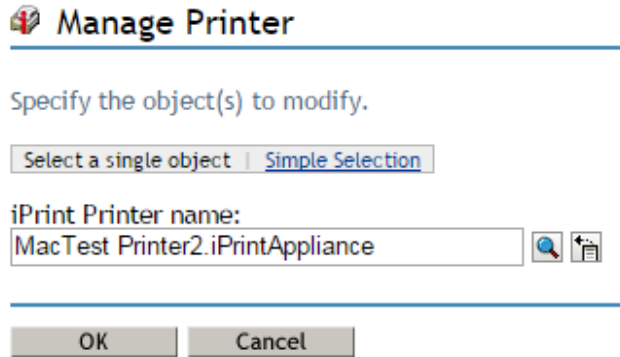 Manage Printer
Specify the object(s) to modify.
Select a single object | Simple Selection
iPrint Printer name:
MacTest Printer2.iPrintAppliance
OK Cancel